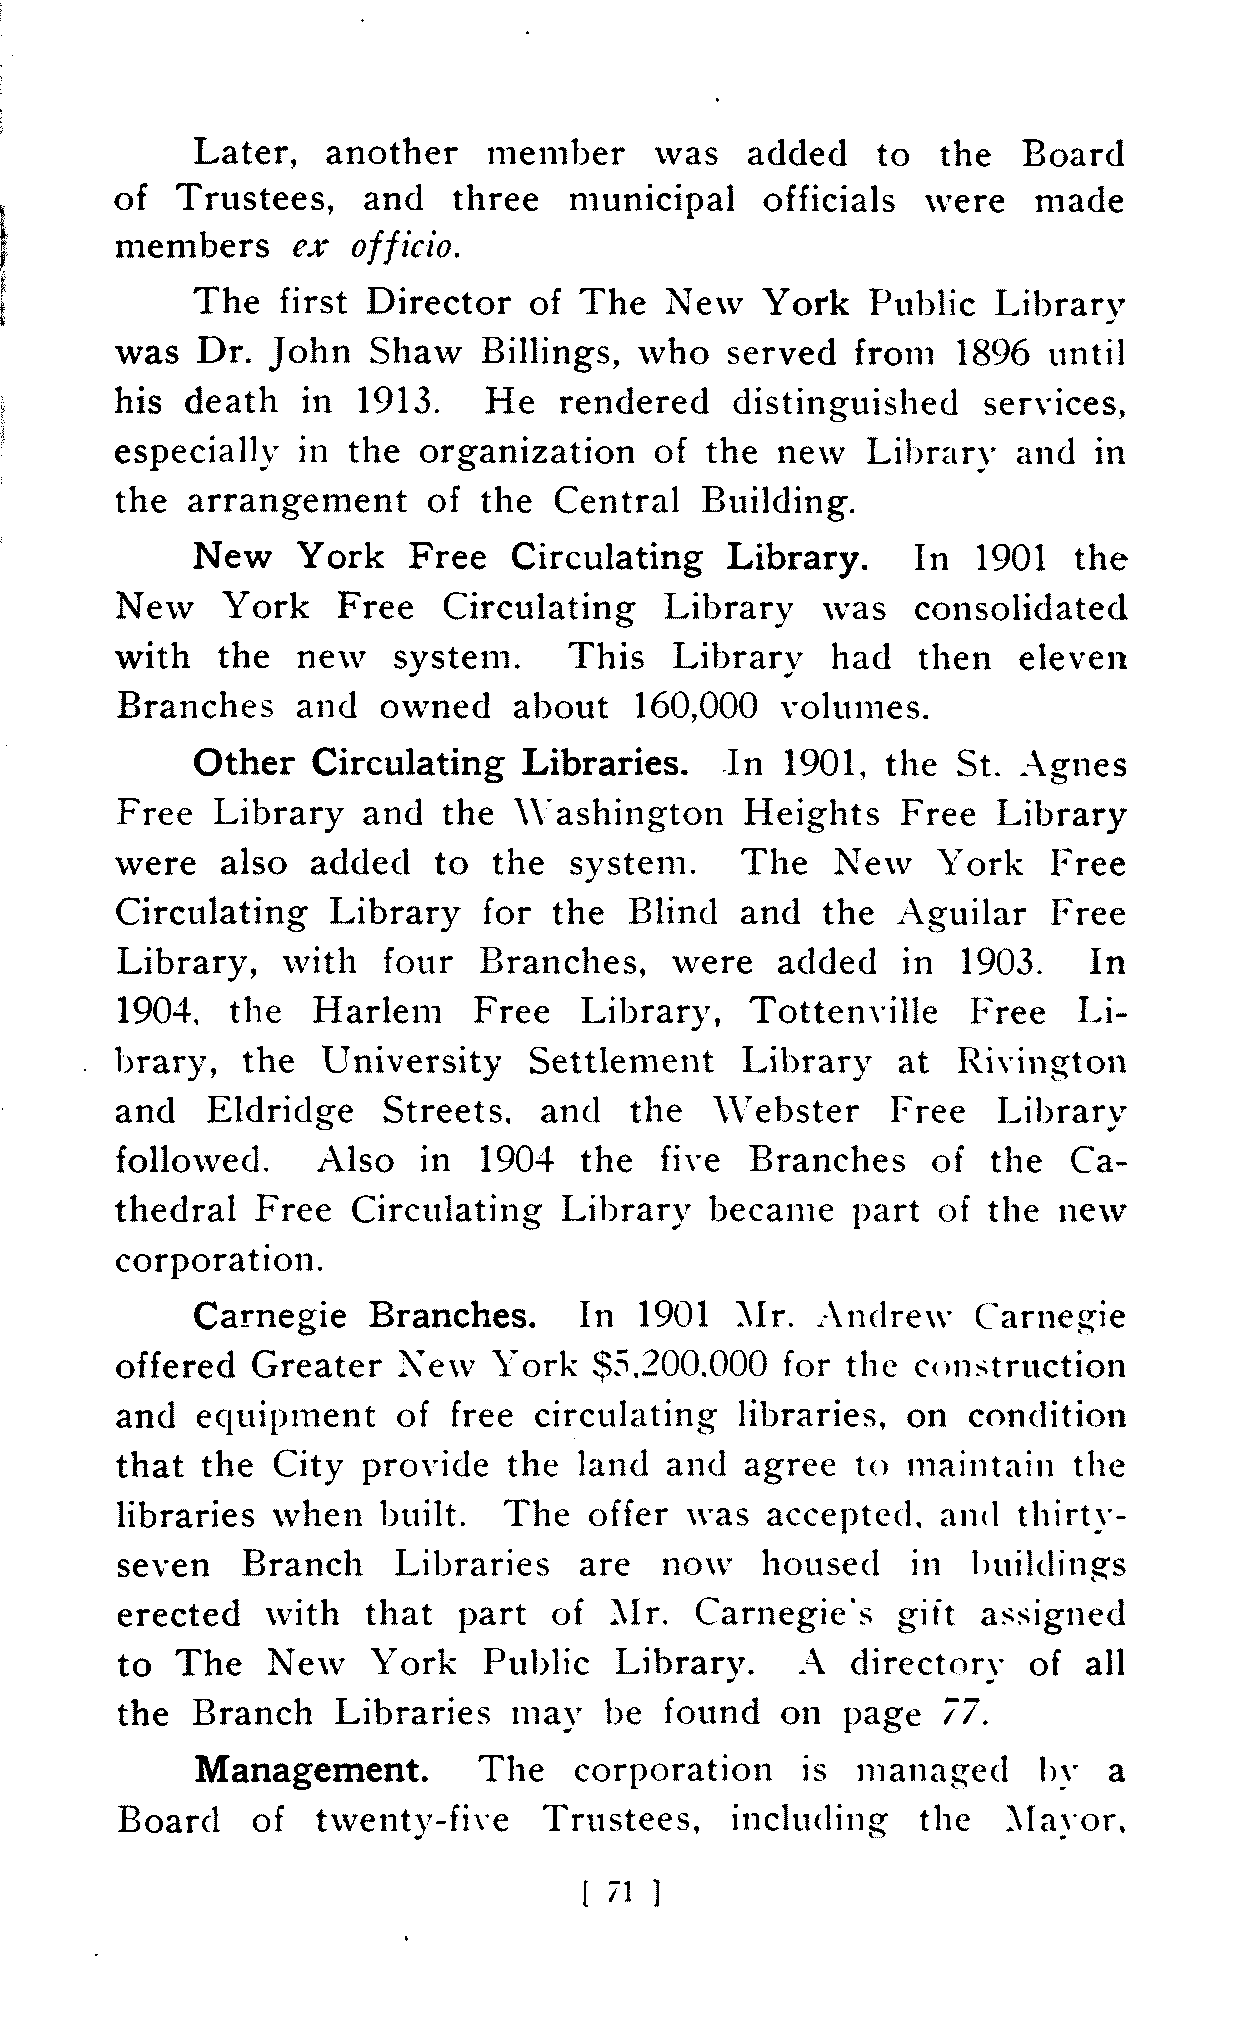 Later, another member was added to the Board
of Trustees, and three municipal officials were made
members ex officio.
The first Director of The New York Public Library
was Dr. John Shaw Billings, who served from 1896 until
his death in 1913. He rendered distinguished services,
especially in the organization of the new Library and in
the arrangement of the Central Building.
New York Free Circulating Library. In 1901 the
New York Free Circulating Library was consolidated
with the new system. This Library had then eleven
Branches and owned about 160,000 volumes.
Other Circulating Libraries. In 1901, the St. Agnes
Free Library and the Washington Heights Free Library
were also added to the system. The New York Free
Circulating Library for the Blind and the Aguilar Free
Library, with four Branches, were added in 1903. In
1904, the Harlem Free Library, Tottenville Free Li-
brary, the University Settlement Library at Rivington
and Eldridge Streets, and the Webster Free Library
followed. Also in 1904 the five Branches of the Ca-
thedral Free Circulating Library became part of the new
corporation.
Carnegie Branches. In 1901 Mr. Andrew Carnegie
offered Greater New York $5,200,000 for the construction
and equipment of free circulating libraries, on condition
that the City provide the land and agree to maintain the
libraries when built. The offer was accepted, and thirty-
seven Branch Libraries are now housed in buildings
erected with that part of Mr. Carnegie's gift assigned
to The New York Public Library. A directory of all
the Branch Libraries may be found on page 77.
Management. The corporation is managed by a
Board of twenty-five Trustees, including the Mayor,
[ 71 ]